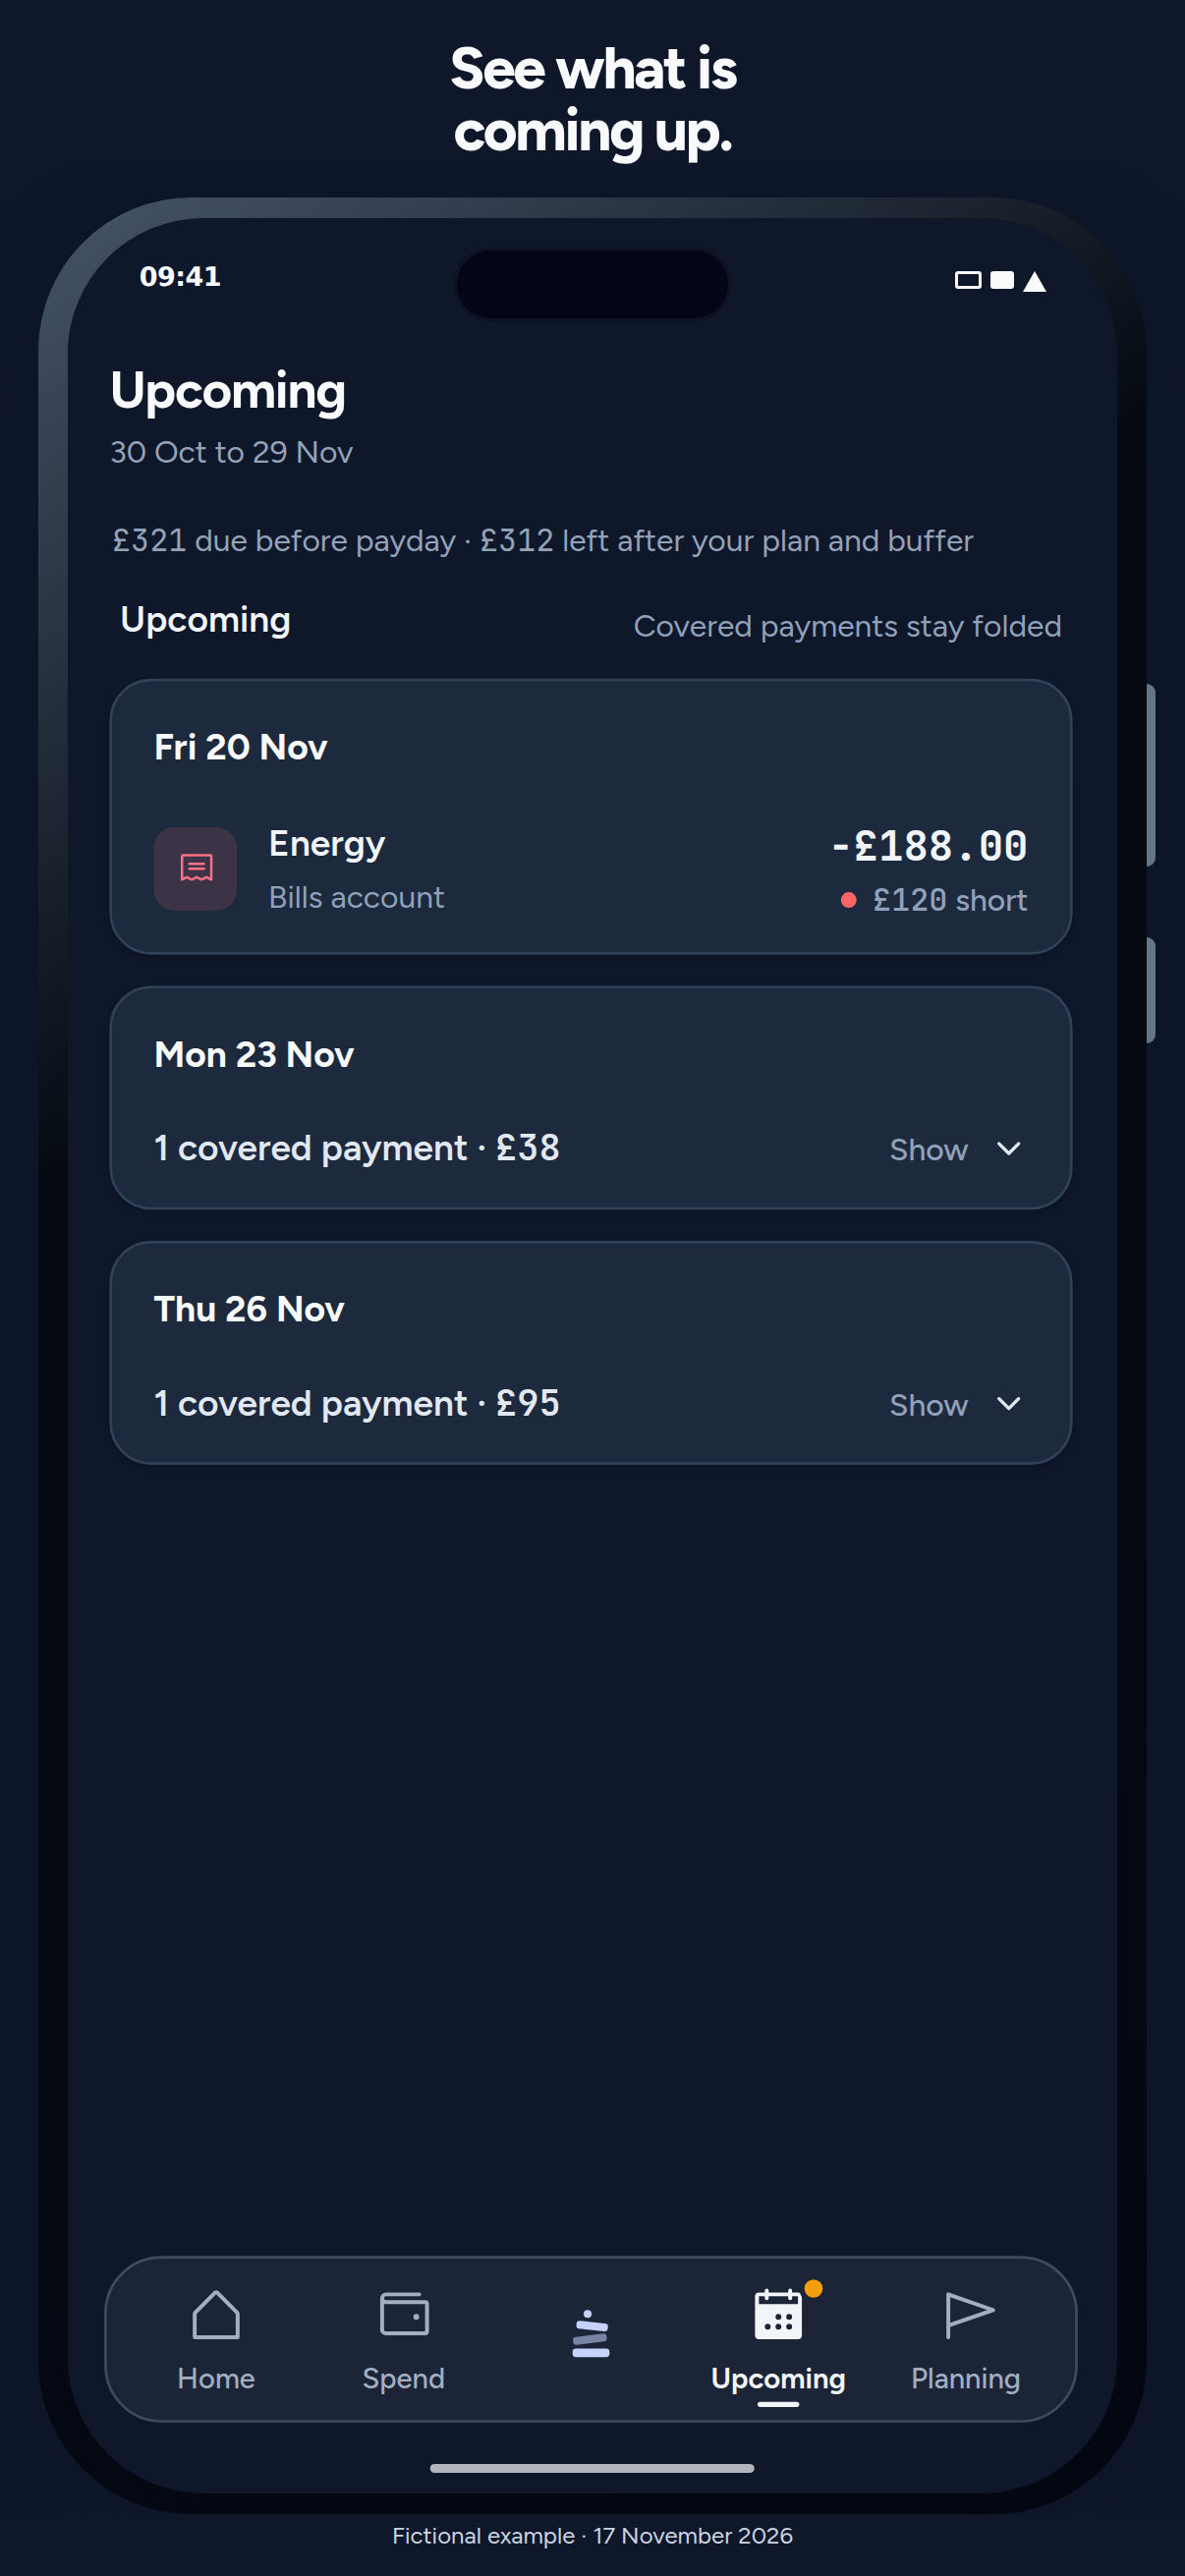 See what is
coming up.
09:41
Upcoming
30 Oct to 29 Nov
£321 due before payday · £312 left after your plan and buffer
Upcoming
Covered payments stay folded
Fri 20 Nov
Energy
-£188.00
Bills account
£120 short
Mon 23 Nov
1 covered payment · £38
Show
Thu 26 Nov
1 covered payment · £95
Show
Home
Spend
Upcoming
Planning
Fictional example · 17 November 2026